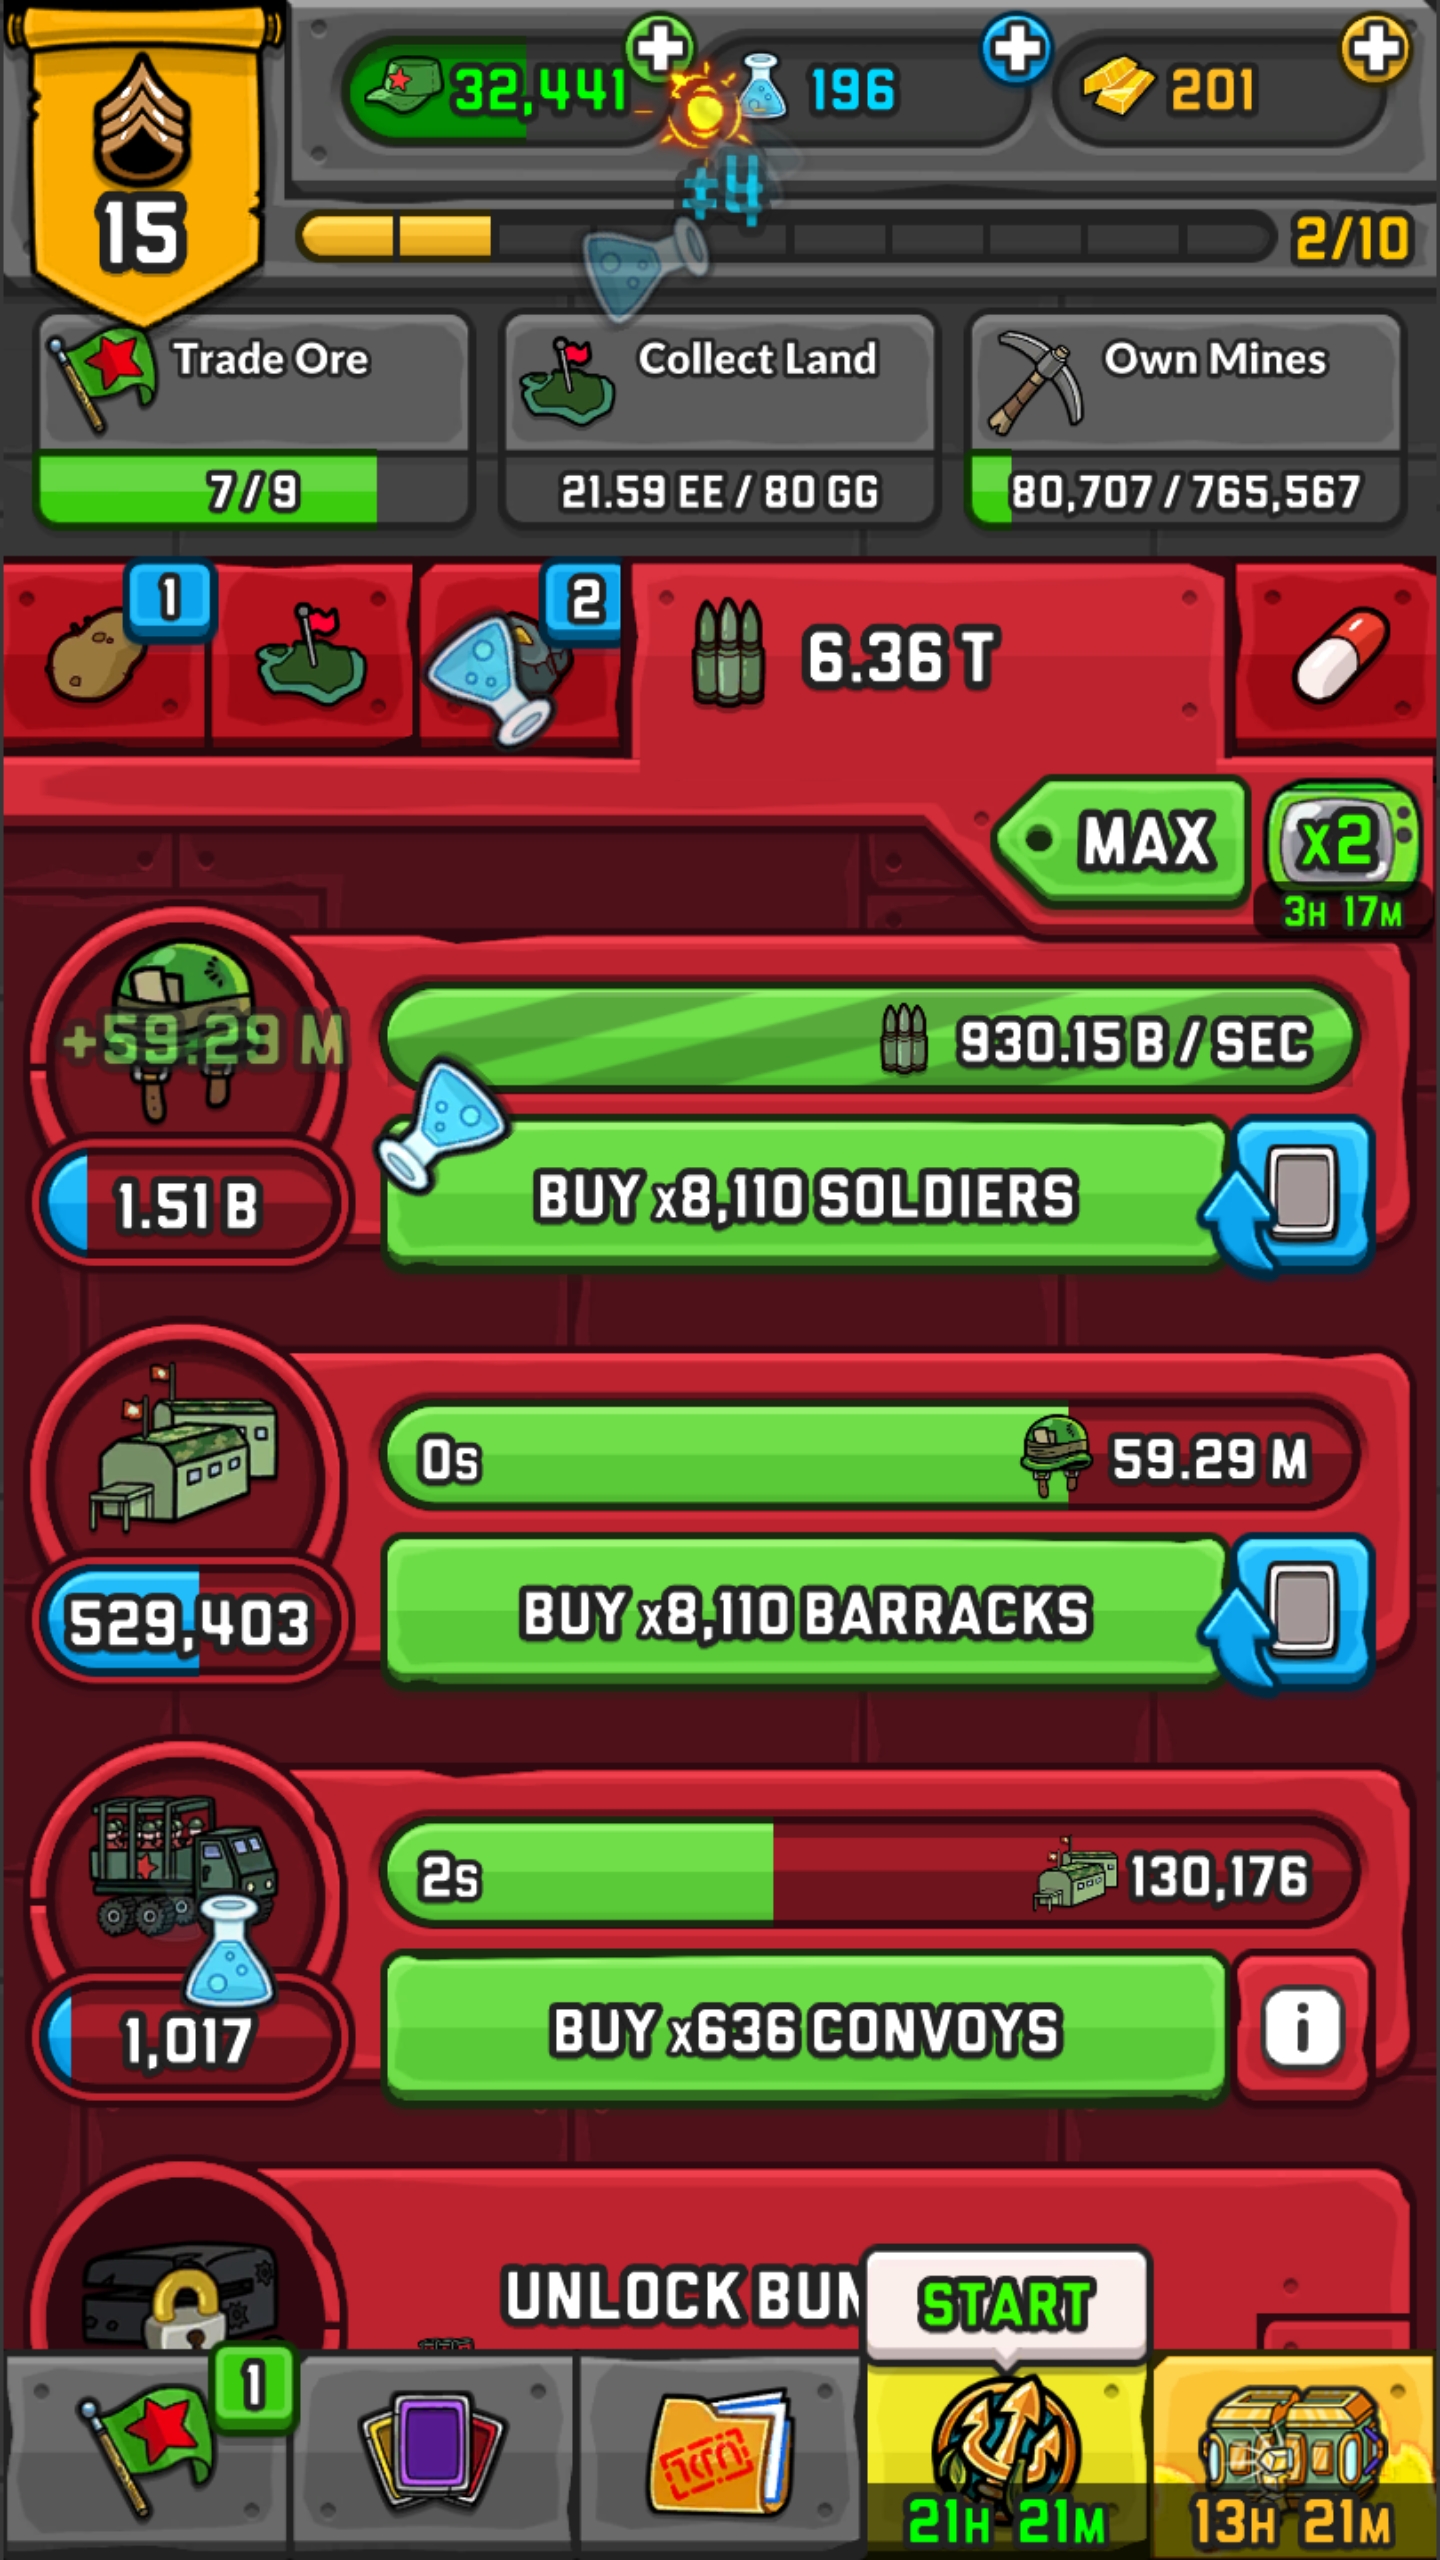 32,441
196
201
+4
15
2/10
Trade Ore
Collect Land
Own Mines
7/9
21.59 EE / 80 GG
80,707 / 765,567
1
2
6.36 T
MAX
x2
3H 17M
+59.29 M
930.15 B / SEC
1.51 B
BUY x8,110 SOLDIERS
0s
59.29 M
529,403
BUY x8,110 BARRACKS
2s
130,176
1,017
BUY x636 CONVOYS
i
UNLOCK BUN
START
1
21H 21M
13H 21M